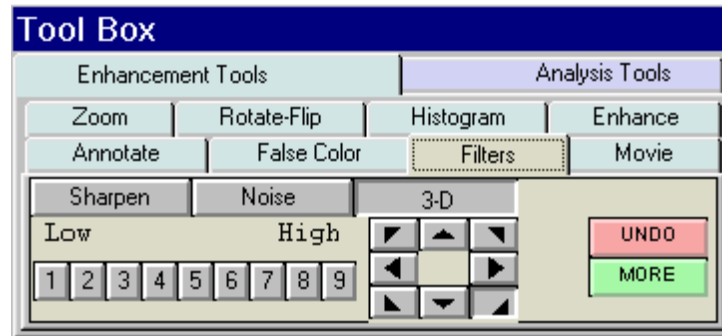 Tool Box
Enhancement Tools Analysis Tools
Zoom Rotate-Flip Histogram Enhance
Annotate False Color Filters Movie
Sharpen Noise 3-D
Low High UNDO
1 2 3 4 5 6 7 8 9 MORE